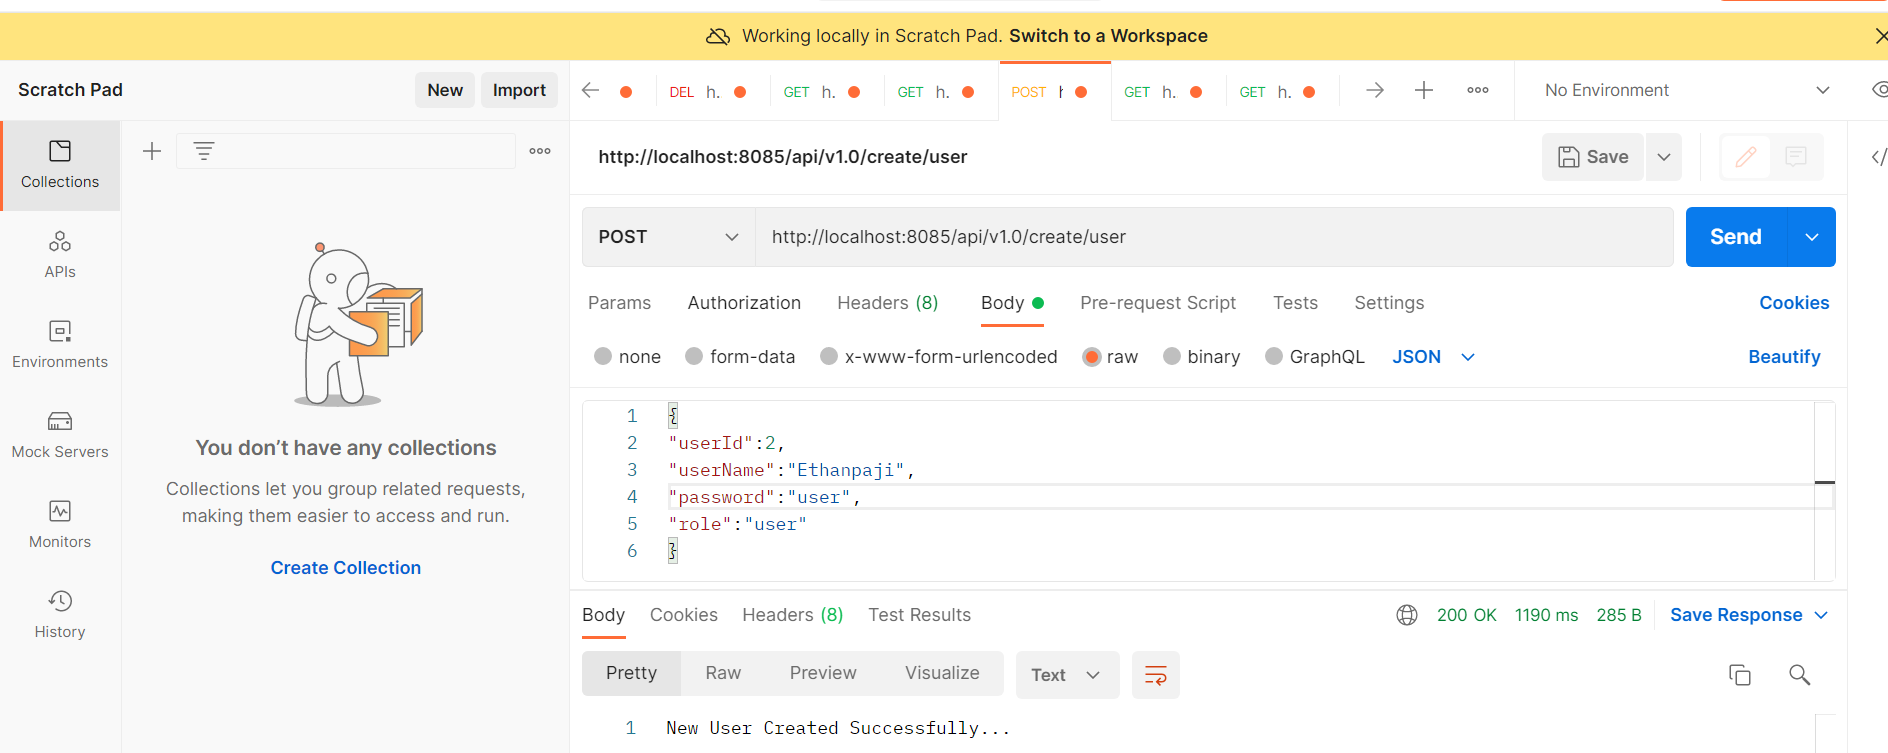 Working locally in Scratch Pad. Switch to a Workspace
Scratch Pad
New
Import
DEL h.
GET h.
GET h.
POST h
GET h.
GET h.
No Environment
Collections
APIs
Environments
Mock Servers
Monitors
History
You don’t have any collections
Collections let you group related requests,
making them easier to access and run.
Create Collection
http://localhost:8085/api/v1.0/create/user
Save
POST
http://localhost:8085/api/v1.0/create/user
Send
Params
Authorization
Headers (8)
Body
Pre-request Script
Tests
Settings
Cookies
none
form-data
x-www-form-urlencoded
raw
binary
GraphQL
JSON
Beautify
1 {
2 "userId":2,
3 "userName":"Ethanpaji",
4 "password":"user",
5 "role":"user"
6 }
Body
Cookies
Headers (8)
Test Results
200 OK
1190 ms
285 B
Save Response
Pretty
Raw
Preview
Visualize
Text
1 New User Created Successfully...